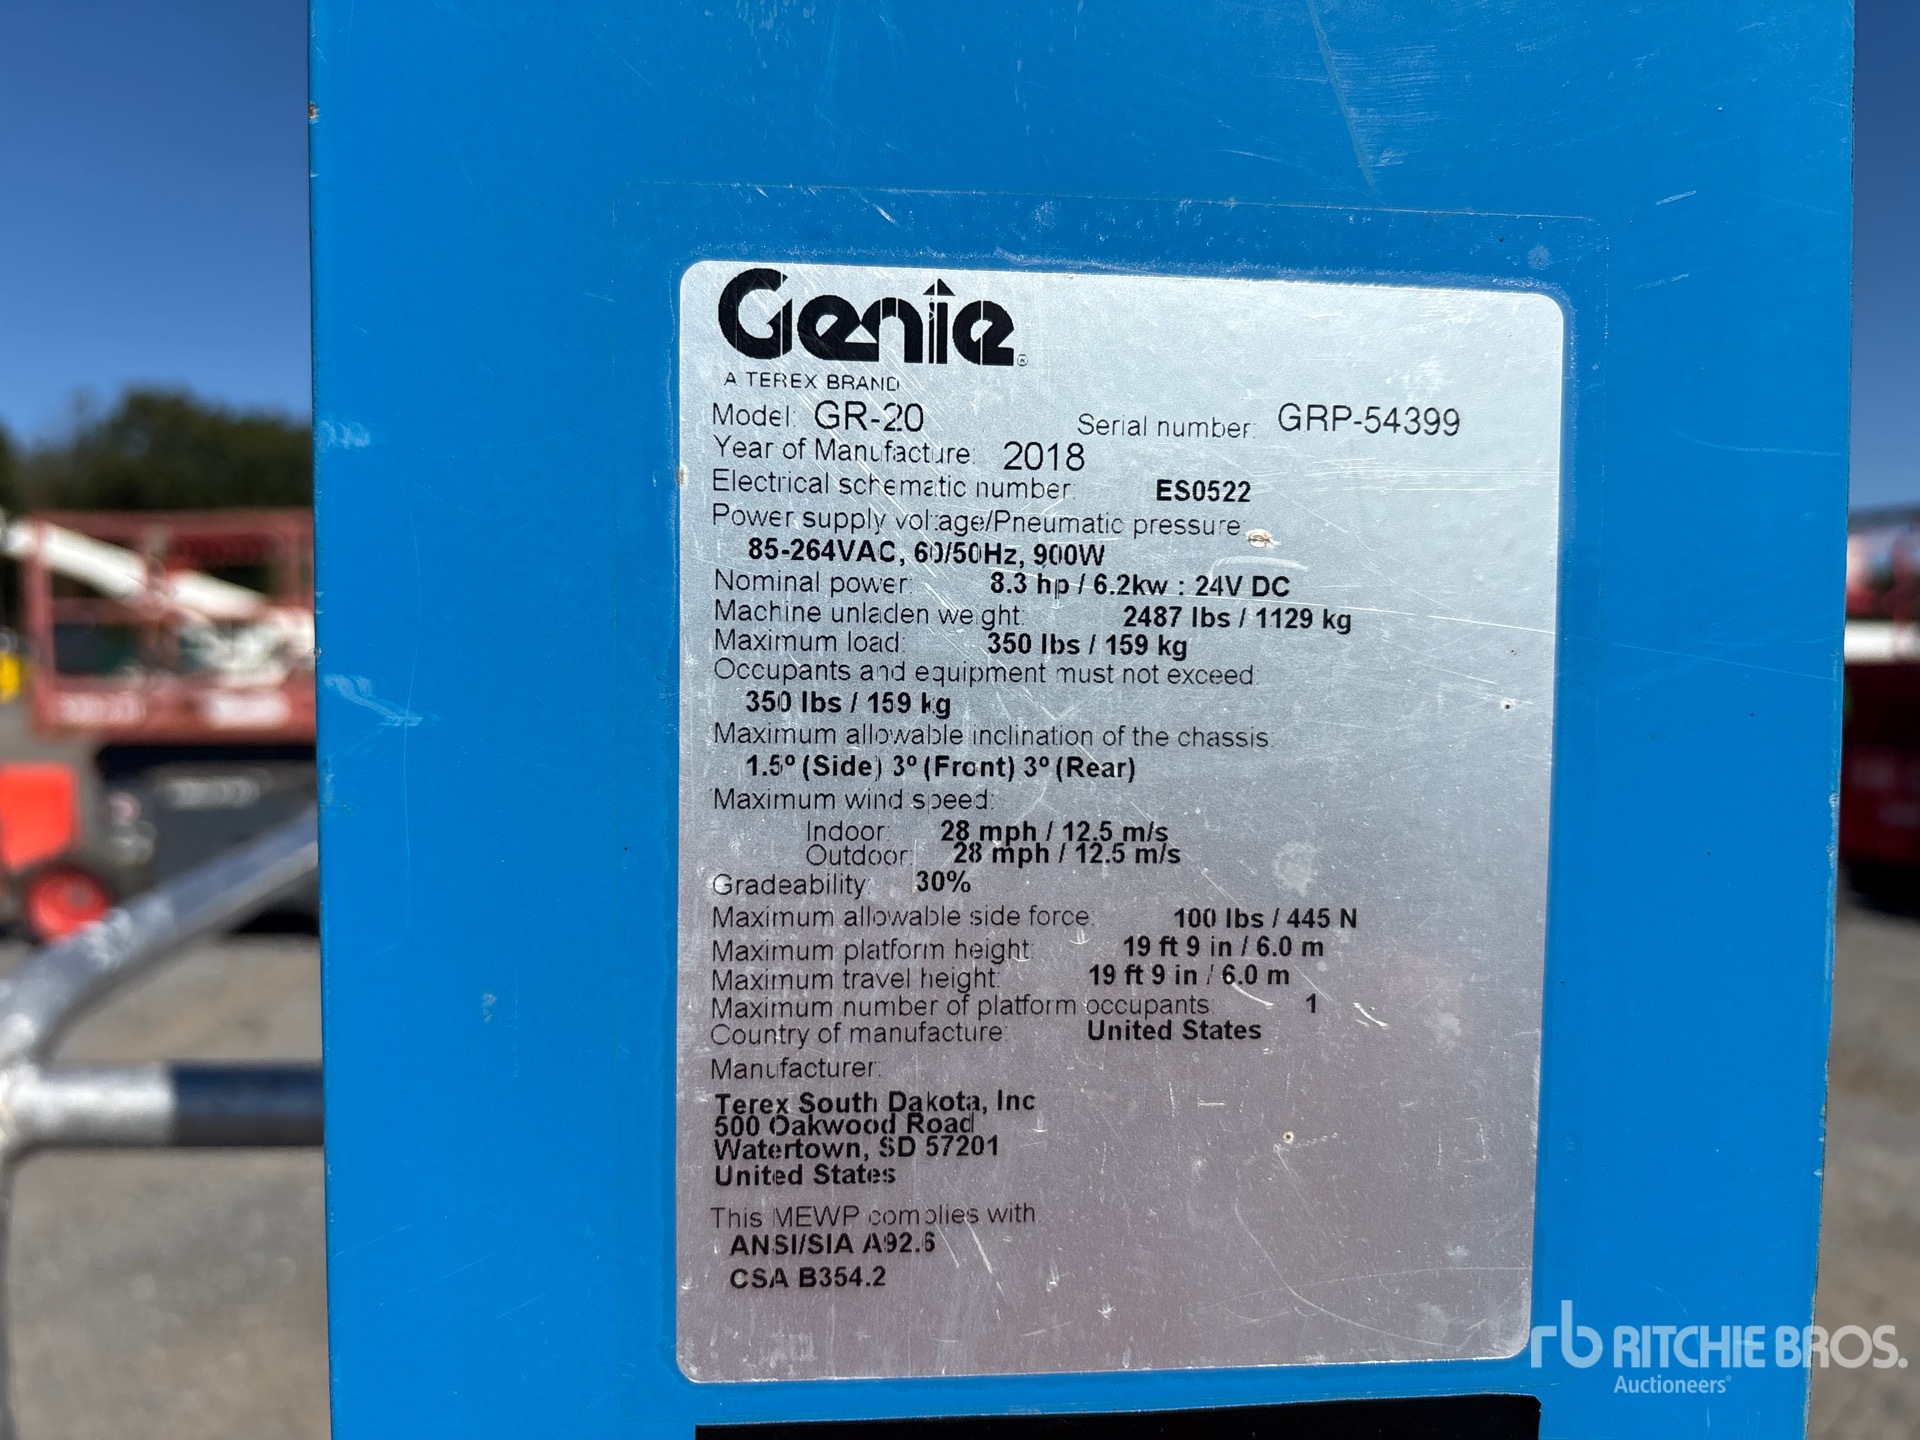 Genie®
A TEREX BRAND
Model: GR-20 Serial number: GRP-54399
Year of Manufacture: 2018
Electrical schematic number: ES0522
Power supply voltage/Pneumatic pressure:
85-264VAC, 60/50Hz, 900W
Nominal power: 8.3 hp / 6.2kw : 24V DC
Machine unladen weight: 2487 lbs / 1129 kg
Maximum load: 350 lbs / 159 kg
Occupants and equipment must not exceed:
350 lbs / 159 kg
Maximum allowable inclination of the chassis:
1.5º (Side) 3º (Front) 3º (Rear)
Maximum wind speed:
Indoor: 28 mph / 12.5 m/s
Outdoor: 28 mph / 12.5 m/s
Gradeability: 30%
Maximum allowable side force: 100 lbs / 445 N
Maximum platform height: 19 ft 9 in / 6.0 m
Maximum travel height: 19 ft 9 in / 6.0 m
Maximum number of platform occupants: 1
Country of manufacture: United States
Manufacturer:
Terex South Dakota, Inc
500 Oakwood Road
Watertown, SD 57201
United States
This MEWP complies with:
ANSI/SIA A92.6
CSA B354.2
rb RITCHIE BROS.
Auctioneers®